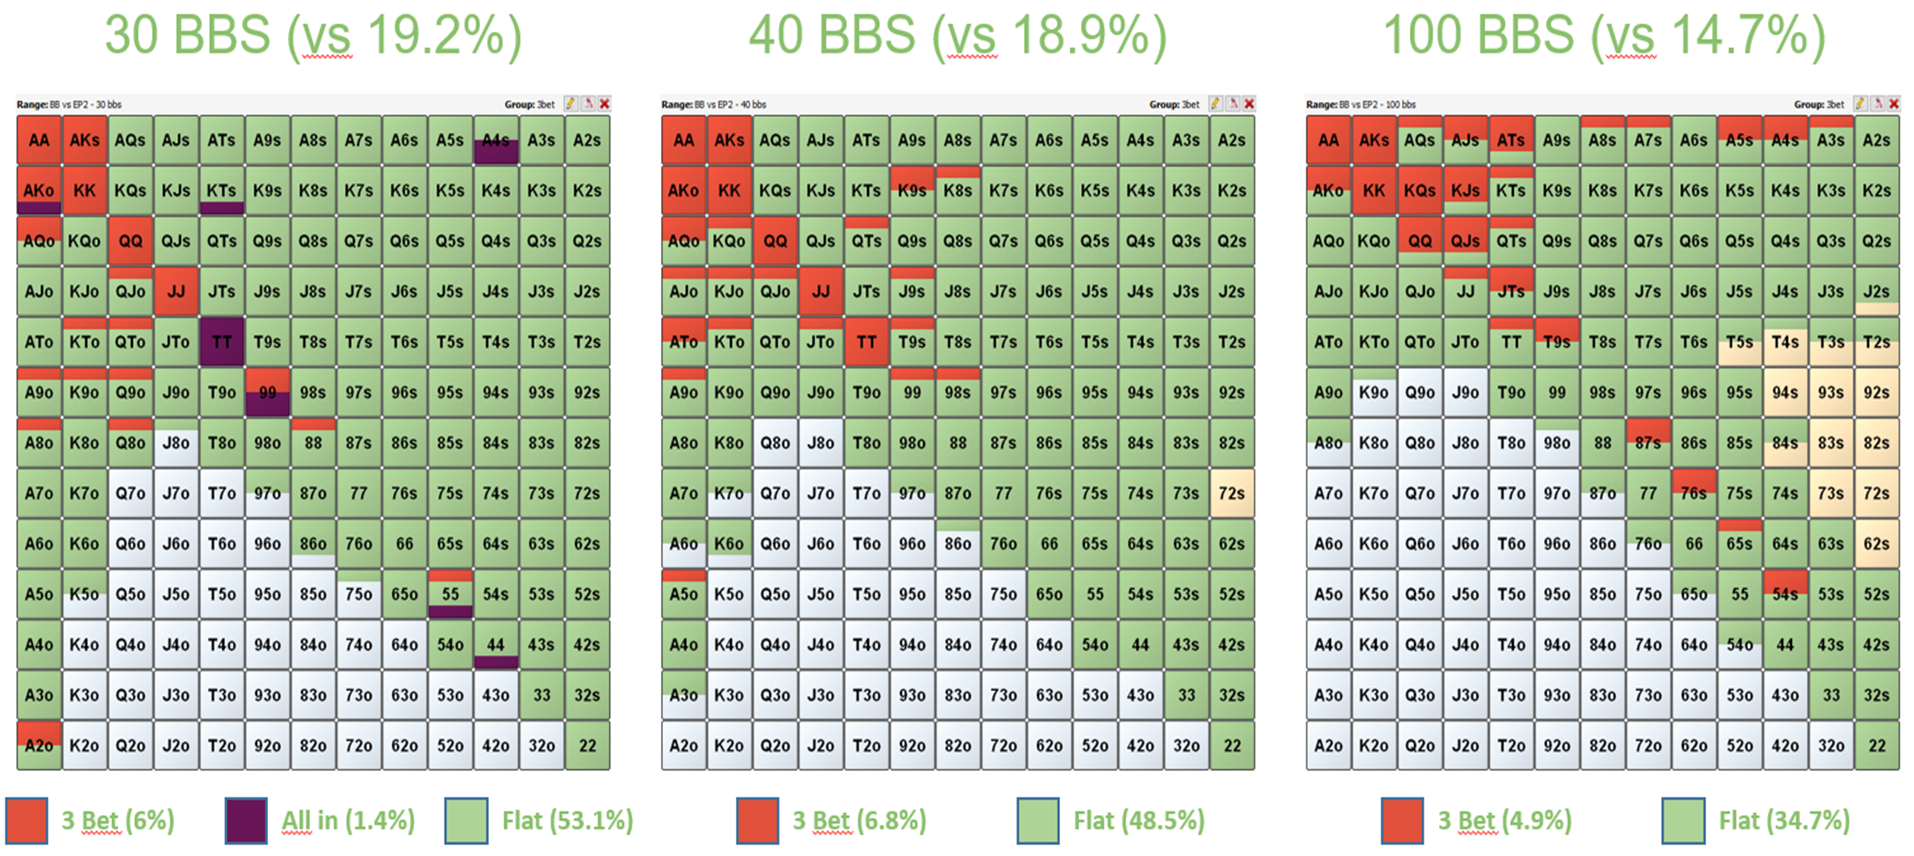 30 BBS (vs 19.2%) 40 BBS (vs 18.9%) 100 BBS (vs 14.7%)
Range: BB vs EP2 - 30 bbs Group: 3bet
AA AKs AQs AJs ATs A9s A8s A7s A6s A5s A4s A3s A2s
AKo KK KQs KJs KTs K9s K8s K7s K6s K5s K4s K3s K2s
AQo KQo QQ QJs QTs Q9s Q8s Q7s Q6s Q5s Q4s Q3s Q2s
AJo KJo QJo JJ JTs J9s J8s J7s J6s J5s J4s J3s J2s
ATo KTo QTo JTo TT T9s T8s T7s T6s T5s T4s T3s T2s
A9o K9o Q9o J9o T9o 99 98s 97s 96s 95s 94s 93s 92s
A8o K8o Q8o J8o T8o 98o 88 87s 86s 85s 84s 83s 82s
A7o K7o Q7o J7o T7o 97o 87o 77 76s 75s 74s 73s 72s
A6o K6o Q6o J6o T6o 96o 86o 76o 66 65s 64s 63s 62s
A5o K5o Q5o J5o T5o 95o 85o 75o 65o 55 54s 53s 52s
A4o K4o Q4o J4o T4o 94o 84o 74o 64o 54o 44 43s 42s
A3o K3o Q3o J3o T3o 93o 83o 73o 63o 53o 43o 33 32s
A2o K2o Q2o J2o T2o 92o 82o 72o 62o 52o 42o 32o 22
Range: BB vs EP2 - 40 bbs Group: 3bet
AA AKs AQs AJs ATs A9s A8s A7s A6s A5s A4s A3s A2s
AKo KK KQs KJs KTs K9s K8s K7s K6s K5s K4s K3s K2s
AQo KQo QQ QJs QTs Q9s Q8s Q7s Q6s Q5s Q4s Q3s Q2s
AJo KJo QJo JJ JTs J9s J8s J7s J6s J5s J4s J3s J2s
ATo KTo QTo JTo TT T9s T8s T7s T6s T5s T4s T3s T2s
A9o K9o Q9o J9o T9o 99 98s 97s 96s 95s 94s 93s 92s
A8o K8o Q8o J8o T8o 98o 88 87s 86s 85s 84s 83s 82s
A7o K7o Q7o J7o T7o 97o 87o 77 76s 75s 74s 73s 72s
A6o K6o Q6o J6o T6o 96o 86o 76o 66 65s 64s 63s 62s
A5o K5o Q5o J5o T5o 95o 85o 75o 65o 55 54s 53s 52s
A4o K4o Q4o J4o T4o 94o 84o 74o 64o 54o 44 43s 42s
A3o K3o Q3o J3o T3o 93o 83o 73o 63o 53o 43o 33 32s
A2o K2o Q2o J2o T2o 92o 82o 72o 62o 52o 42o 32o 22
Range: BB vs EP2 - 100 bbs Group: 3bet
AA AKs AQs AJs ATs A9s A8s A7s A6s A5s A4s A3s A2s
AKo KK KQs KJs KTs K9s K8s K7s K6s K5s K4s K3s K2s
AQo KQo QQ QJs QTs Q9s Q8s Q7s Q6s Q5s Q4s Q3s Q2s
AJo KJo QJo JJ JTs J9s J8s J7s J6s J5s J4s J3s J2s
ATo KTo QTo JTo TT T9s T8s T7s T6s T5s T4s T3s T2s
A9o K9o Q9o J9o T9o 99 98s 97s 96s 95s 94s 93s 92s
A8o K8o Q8o J8o T8o 98o 88 87s 86s 85s 84s 83s 82s
A7o K7o Q7o J7o T7o 97o 87o 77 76s 75s 74s 73s 72s
A6o K6o Q6o J6o T6o 96o 86o 76o 66 65s 64s 63s 62s
A5o K5o Q5o J5o T5o 95o 85o 75o 65o 55 54s 53s 52s
A4o K4o Q4o J4o T4o 94o 84o 74o 64o 54o 44 43s 42s
A3o K3o Q3o J3o T3o 93o 83o 73o 63o 53o 43o 33 32s
A2o K2o Q2o J2o T2o 92o 82o 72o 62o 52o 42o 32o 22
3 Bet (6%) All in (1.4%) Flat (53.1%) 3 Bet (6.8%) Flat (48.5%) 3 Bet (4.9%) Flat (34.7%)